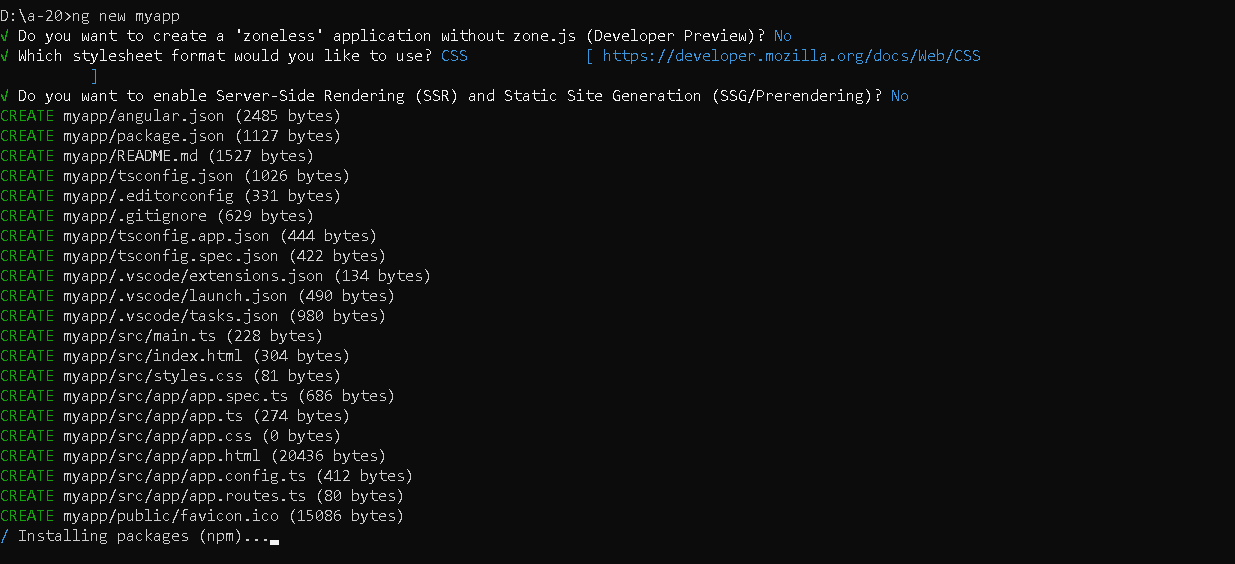 D:\a-20>ng new myapp
√ Do you want to create a 'zoneless' application without zone.js (Developer Preview)? No
√ Which stylesheet format would you like to use? CSS             [ https://developer.mozilla.org/docs/Web/CSS
          ]
√ Do you want to enable Server-Side Rendering (SSR) and Static Site Generation (SSG/Prerendering)? No
CREATE myapp/angular.json (2485 bytes)
CREATE myapp/package.json (1127 bytes)
CREATE myapp/README.md (1527 bytes)
CREATE myapp/tsconfig.json (1026 bytes)
CREATE myapp/.editorconfig (331 bytes)
CREATE myapp/.gitignore (629 bytes)
CREATE myapp/tsconfig.app.json (444 bytes)
CREATE myapp/tsconfig.spec.json (422 bytes)
CREATE myapp/.vscode/extensions.json (134 bytes)
CREATE myapp/.vscode/launch.json (490 bytes)
CREATE myapp/.vscode/tasks.json (980 bytes)
CREATE myapp/src/main.ts (228 bytes)
CREATE myapp/src/index.html (304 bytes)
CREATE myapp/src/styles.css (81 bytes)
CREATE myapp/src/app/app.spec.ts (686 bytes)
CREATE myapp/src/app/app.ts (274 bytes)
CREATE myapp/src/app/app.css (0 bytes)
CREATE myapp/src/app/app.html (20436 bytes)
CREATE myapp/src/app/app.config.ts (412 bytes)
CREATE myapp/src/app/app.routes.ts (80 bytes)
CREATE myapp/public/favicon.ico (15086 bytes)
/ Installing packages (npm)...